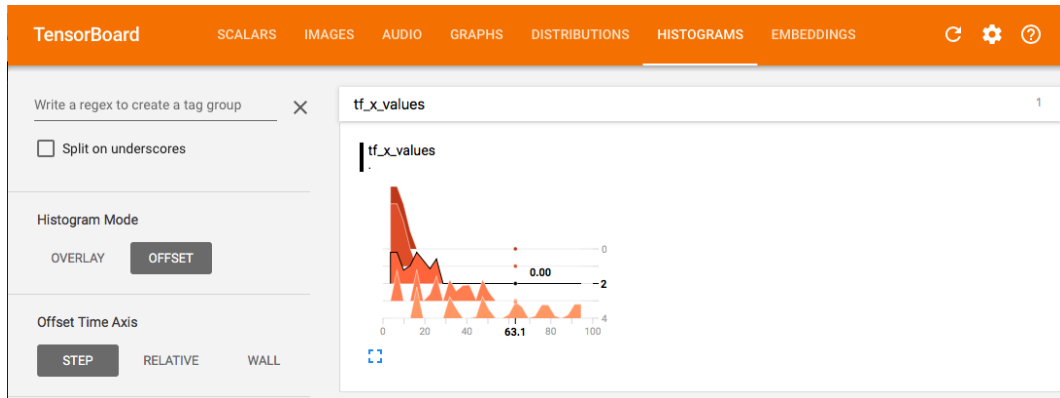 TensorBoard SCALARS IMAGES AUDIO GRAPHS DISTRIBUTIONS HISTOGRAMS EMBEDDINGS
Write a regex to create a tag group
tf_x_values 1
Split on underscores
tf_x_values
.
Histogram Mode
OVERLAY OFFSET
0
0.00
2
4
0 20 40 63.1 80 100
Offset Time Axis
STEP RELATIVE WALL